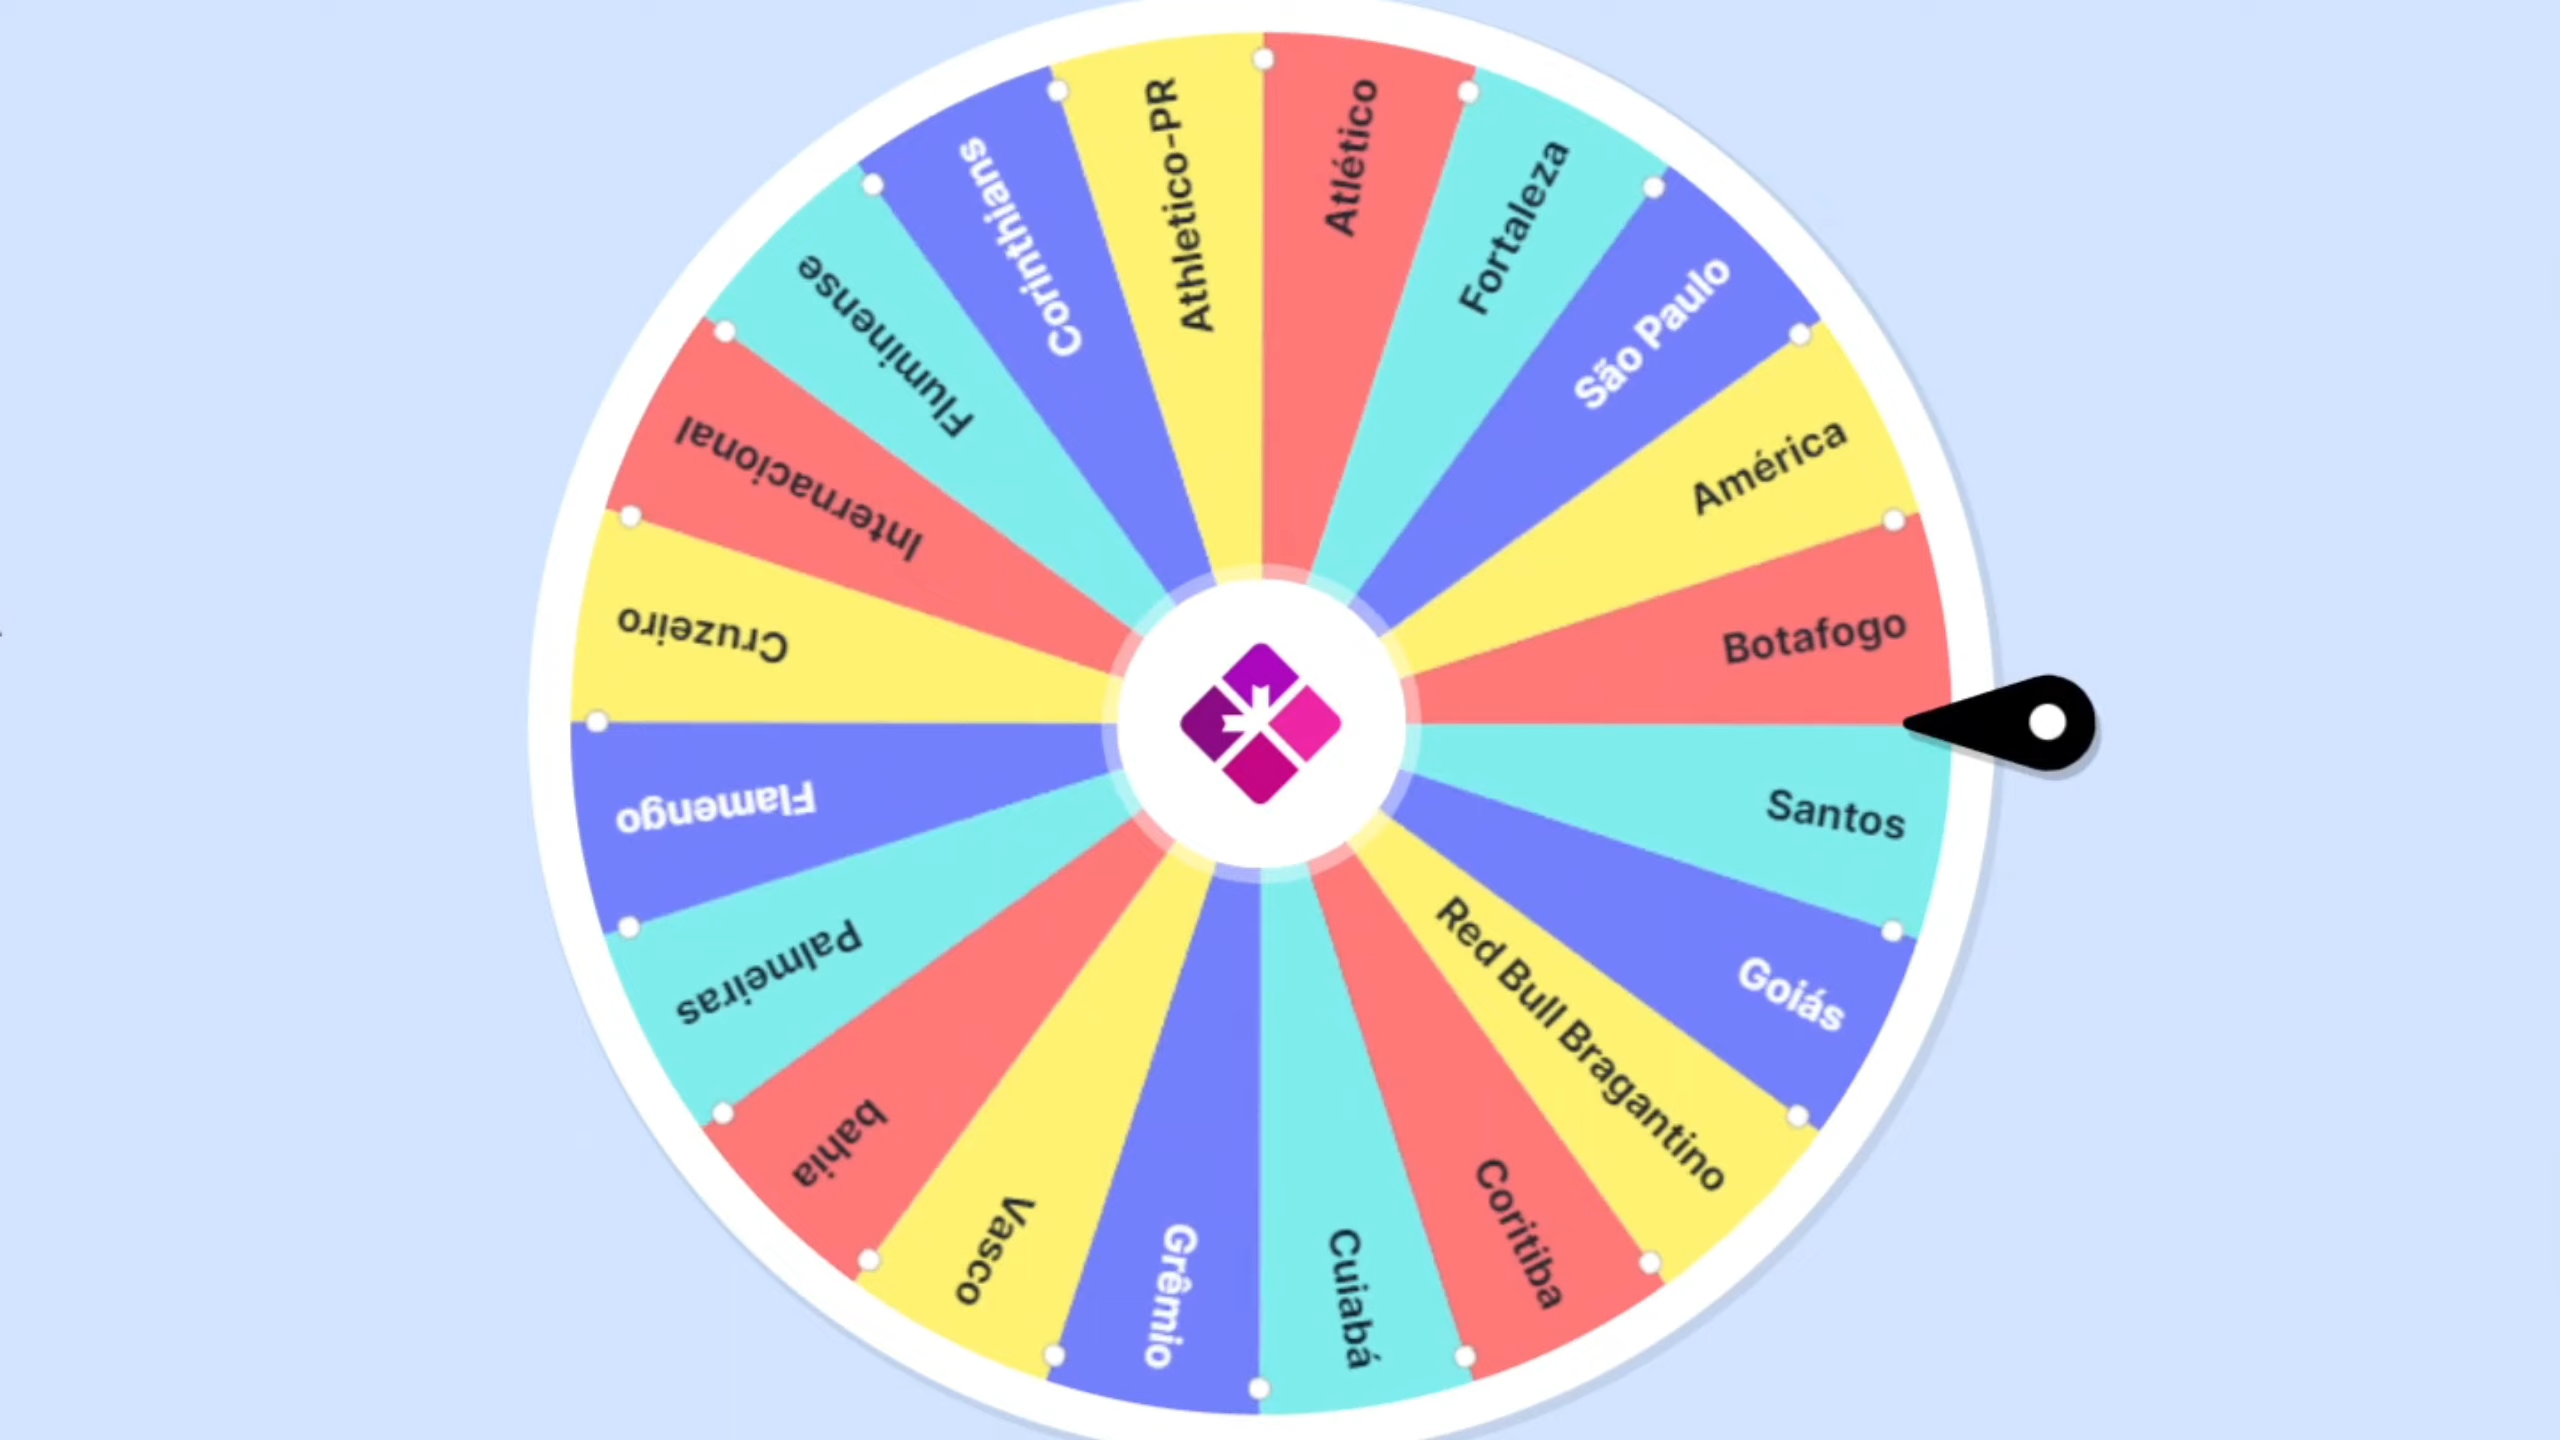 Atlético
Fortaleza
São Paulo
América
Botafogo
Santos
Goiás
Red Bull Bragantino
Coritiba
Cuiabá
Grêmio
Vasco
bahia
Palmeiras
Flamengo
Cruzeiro
Internacional
Fluminense
Corinthians
Athletico-PR